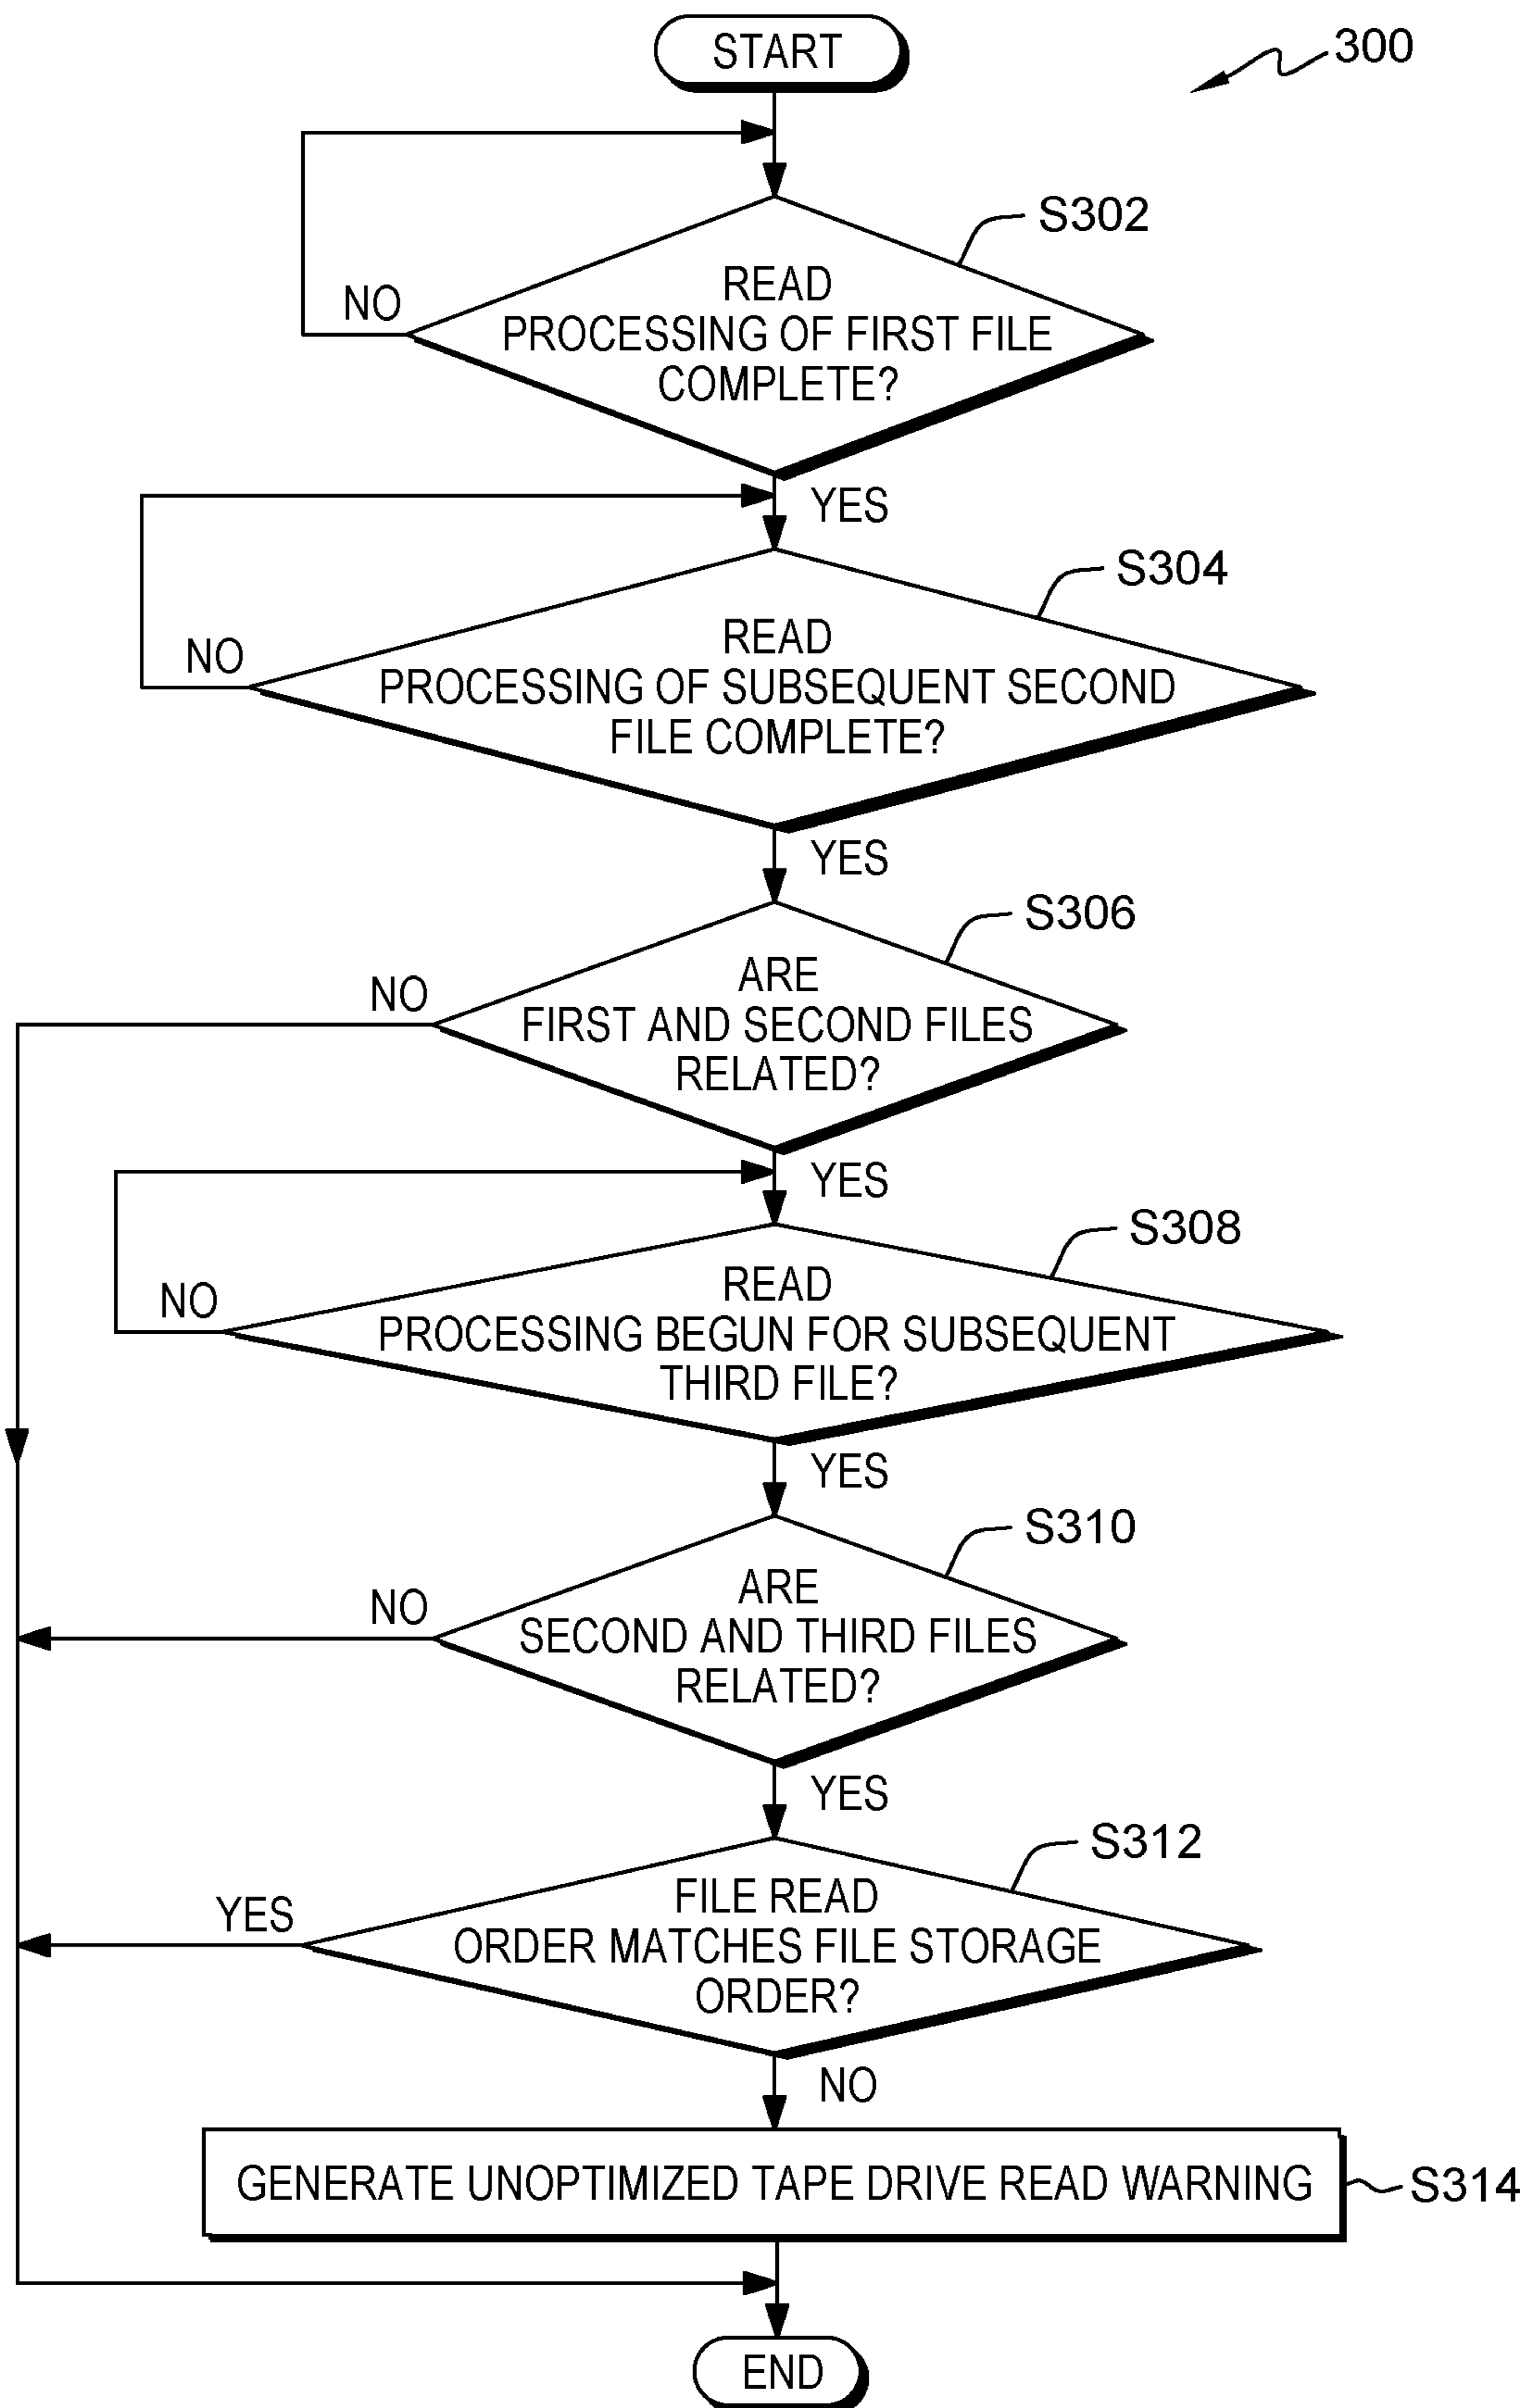 START
300
S302
READ
NO
PROCESSING OF FIRST FILE
COMPLETE?
YES
S304
READ
NO
PROCESSING OF SUBSEQUENT SECOND
FILE COMPLETE?
YES
S306
ARE
NO
FIRST AND SECOND FILES
RELATED?
YES
S308
READ
NO
PROCESSING BEGUN FOR SUBSEQUENT
THIRD FILE?
YES
S310
ARE
NO
SECOND AND THIRD FILES
RELATED?
YES
S312
FILE READ
YES
ORDER MATCHES FILE STORAGE
ORDER?
NO
GENERATE UNOPTIMIZED TAPE DRIVE READ WARNING
S314
END